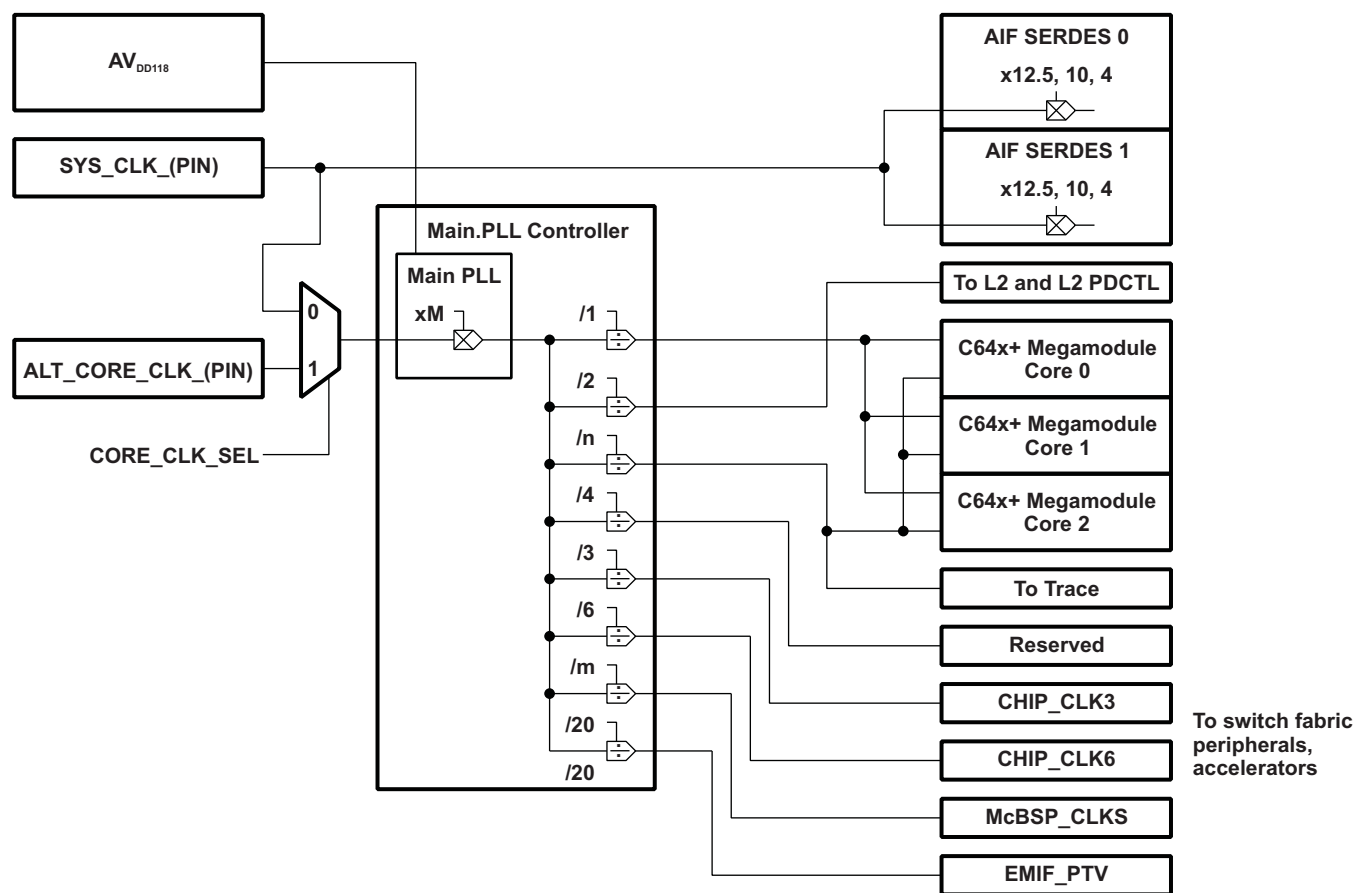 AVDD118
SYS_CLK_(PIN)
ALT_CORE_CLK_(PIN)
CORE_CLK_SEL
0
1
Main.PLL Controller
Main PLL
xM
/1
/2
/n
/4
/3
/6
/m
/20
/20
AIF SERDES 0
x12.5, 10, 4
AIF SERDES 1
x12.5, 10, 4
To L2 and L2 PDCTL
C64x+ Megamodule
Core 0
C64x+ Megamodule
Core 1
C64x+ Megamodule
Core 2
To Trace
Reserved
CHIP_CLK3
CHIP_CLK6
McBSP_CLKS
EMIF_PTV
To switch fabric
peripherals,
accelerators